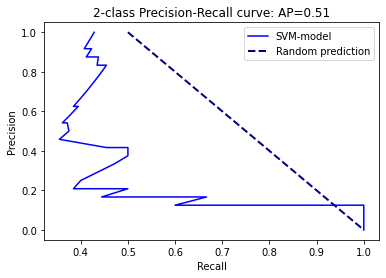 2-class Precision-Recall curve: AP=0.51
SVM-model
Random prediction
Precision
1.0
0.8
0.6
0.4
0.2
0.0
0.4 0.5 0.6 0.7 0.8 0.9 1.0
Recall